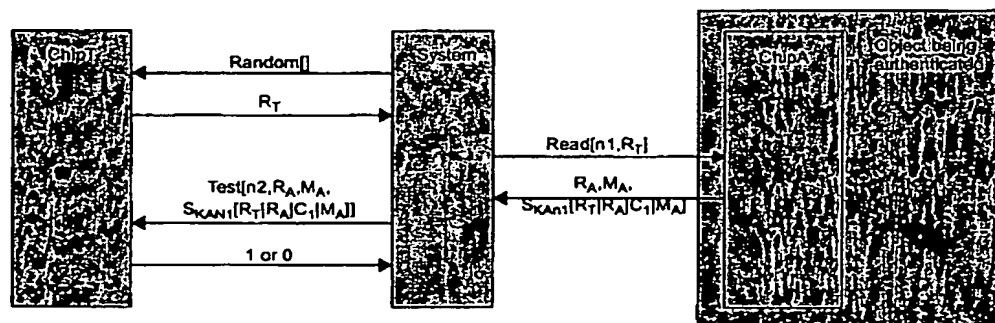 A ChipT
System
ChipA
Object being
authenticated
Random[]
R_T
Read[n1,R_T]
R_A,M_A,
S_KAn1[R_T|R_A|C_1|M_A]
Test[n2,R_A,M_A,
S_KAN1[R_T|R_A|C_1|M_A]]
1 or 0